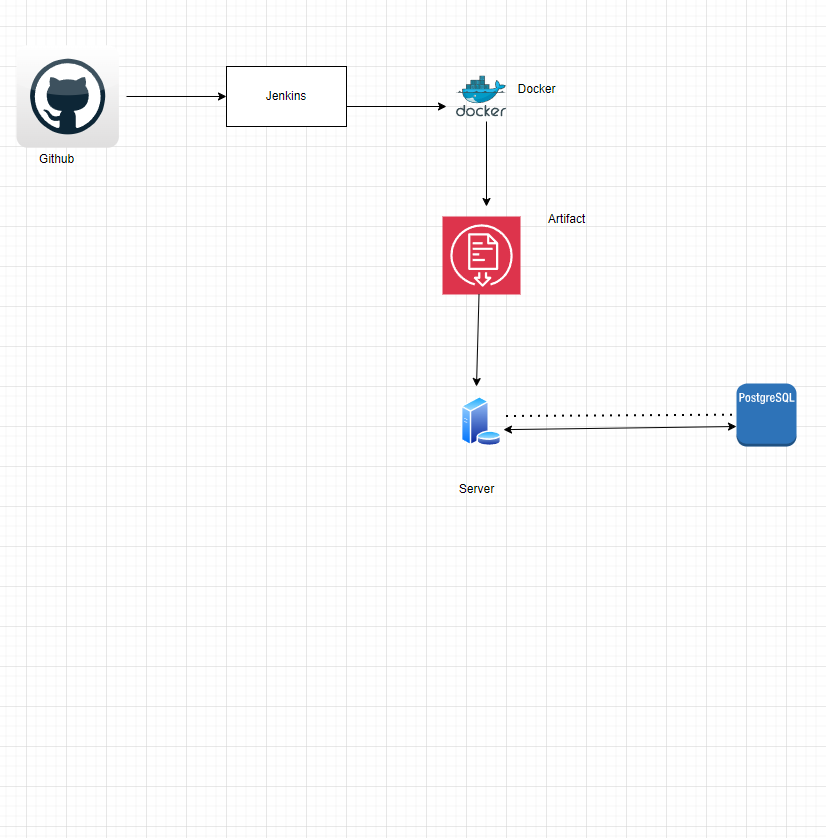 Jenkins
Docker
docker
Github
Artifact
PostgreSQL
Server